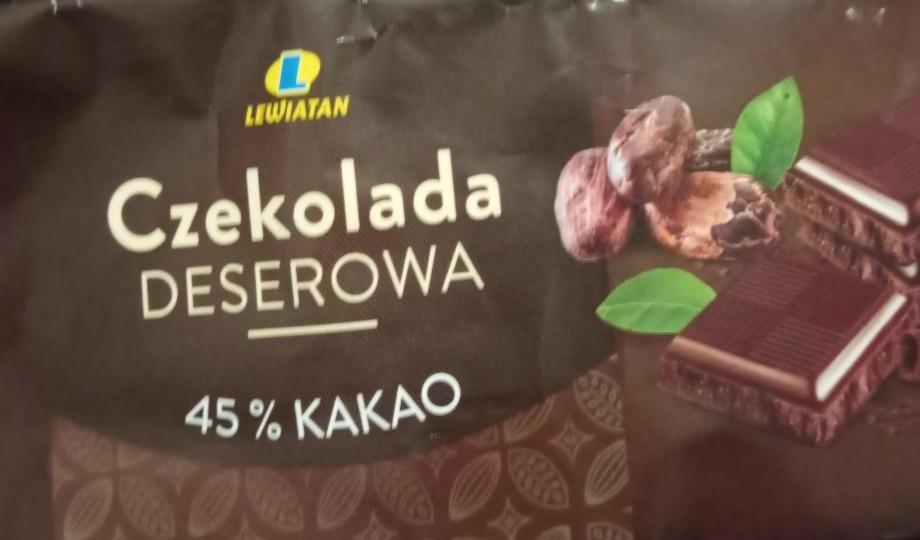 L
LEWIATAN
Czekolada
DESEROWA
45% KAKAO